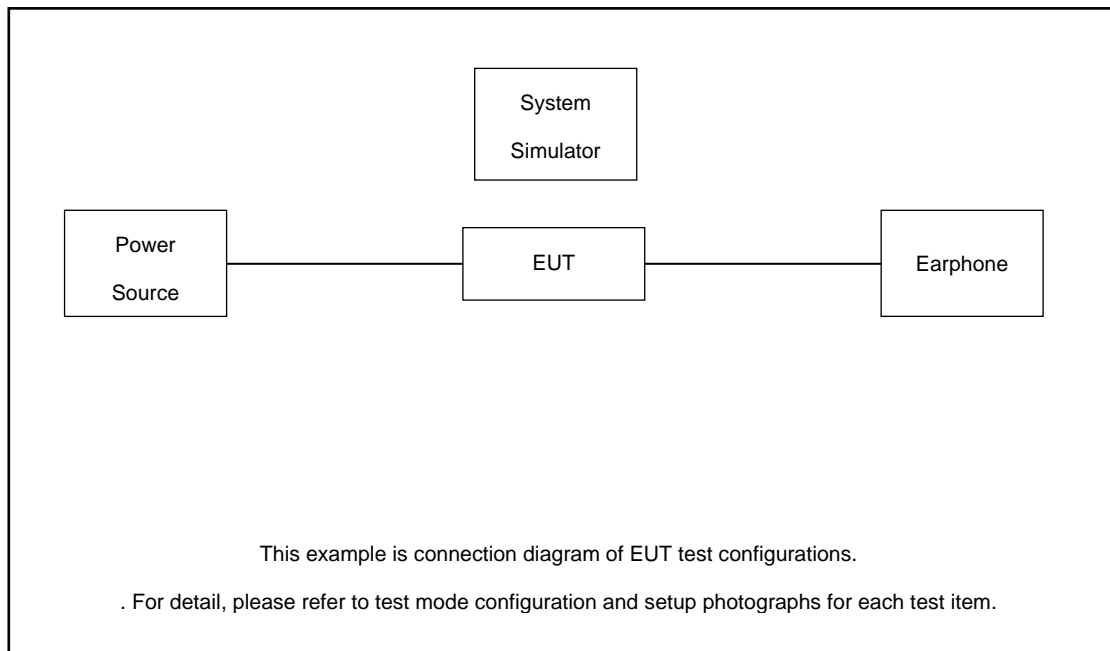 System
Simulator
Power
Source
EUT
Earphone
This example is connection diagram of EUT test configurations.
. For detail, please refer to test mode configuration and setup photographs for each test item.